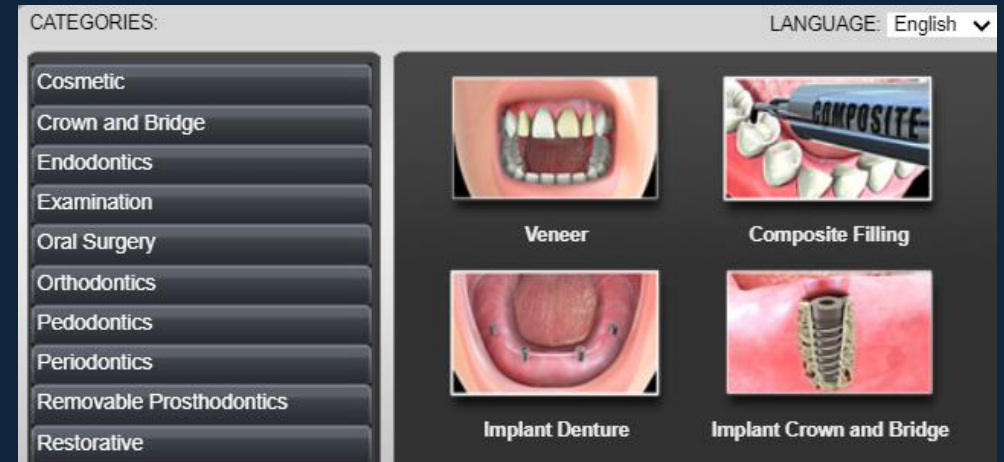 CATEGORIES:
LANGUAGE: English
Cosmetic
Crown and Bridge
Endodontics
Examination
Oral Surgery
Orthodontics
Pedodontics
Periodontics
Removable Prosthodontics
Restorative
COMPOSITE
Veneer
Composite Filling
Implant Denture
Implant Crown and Bridge